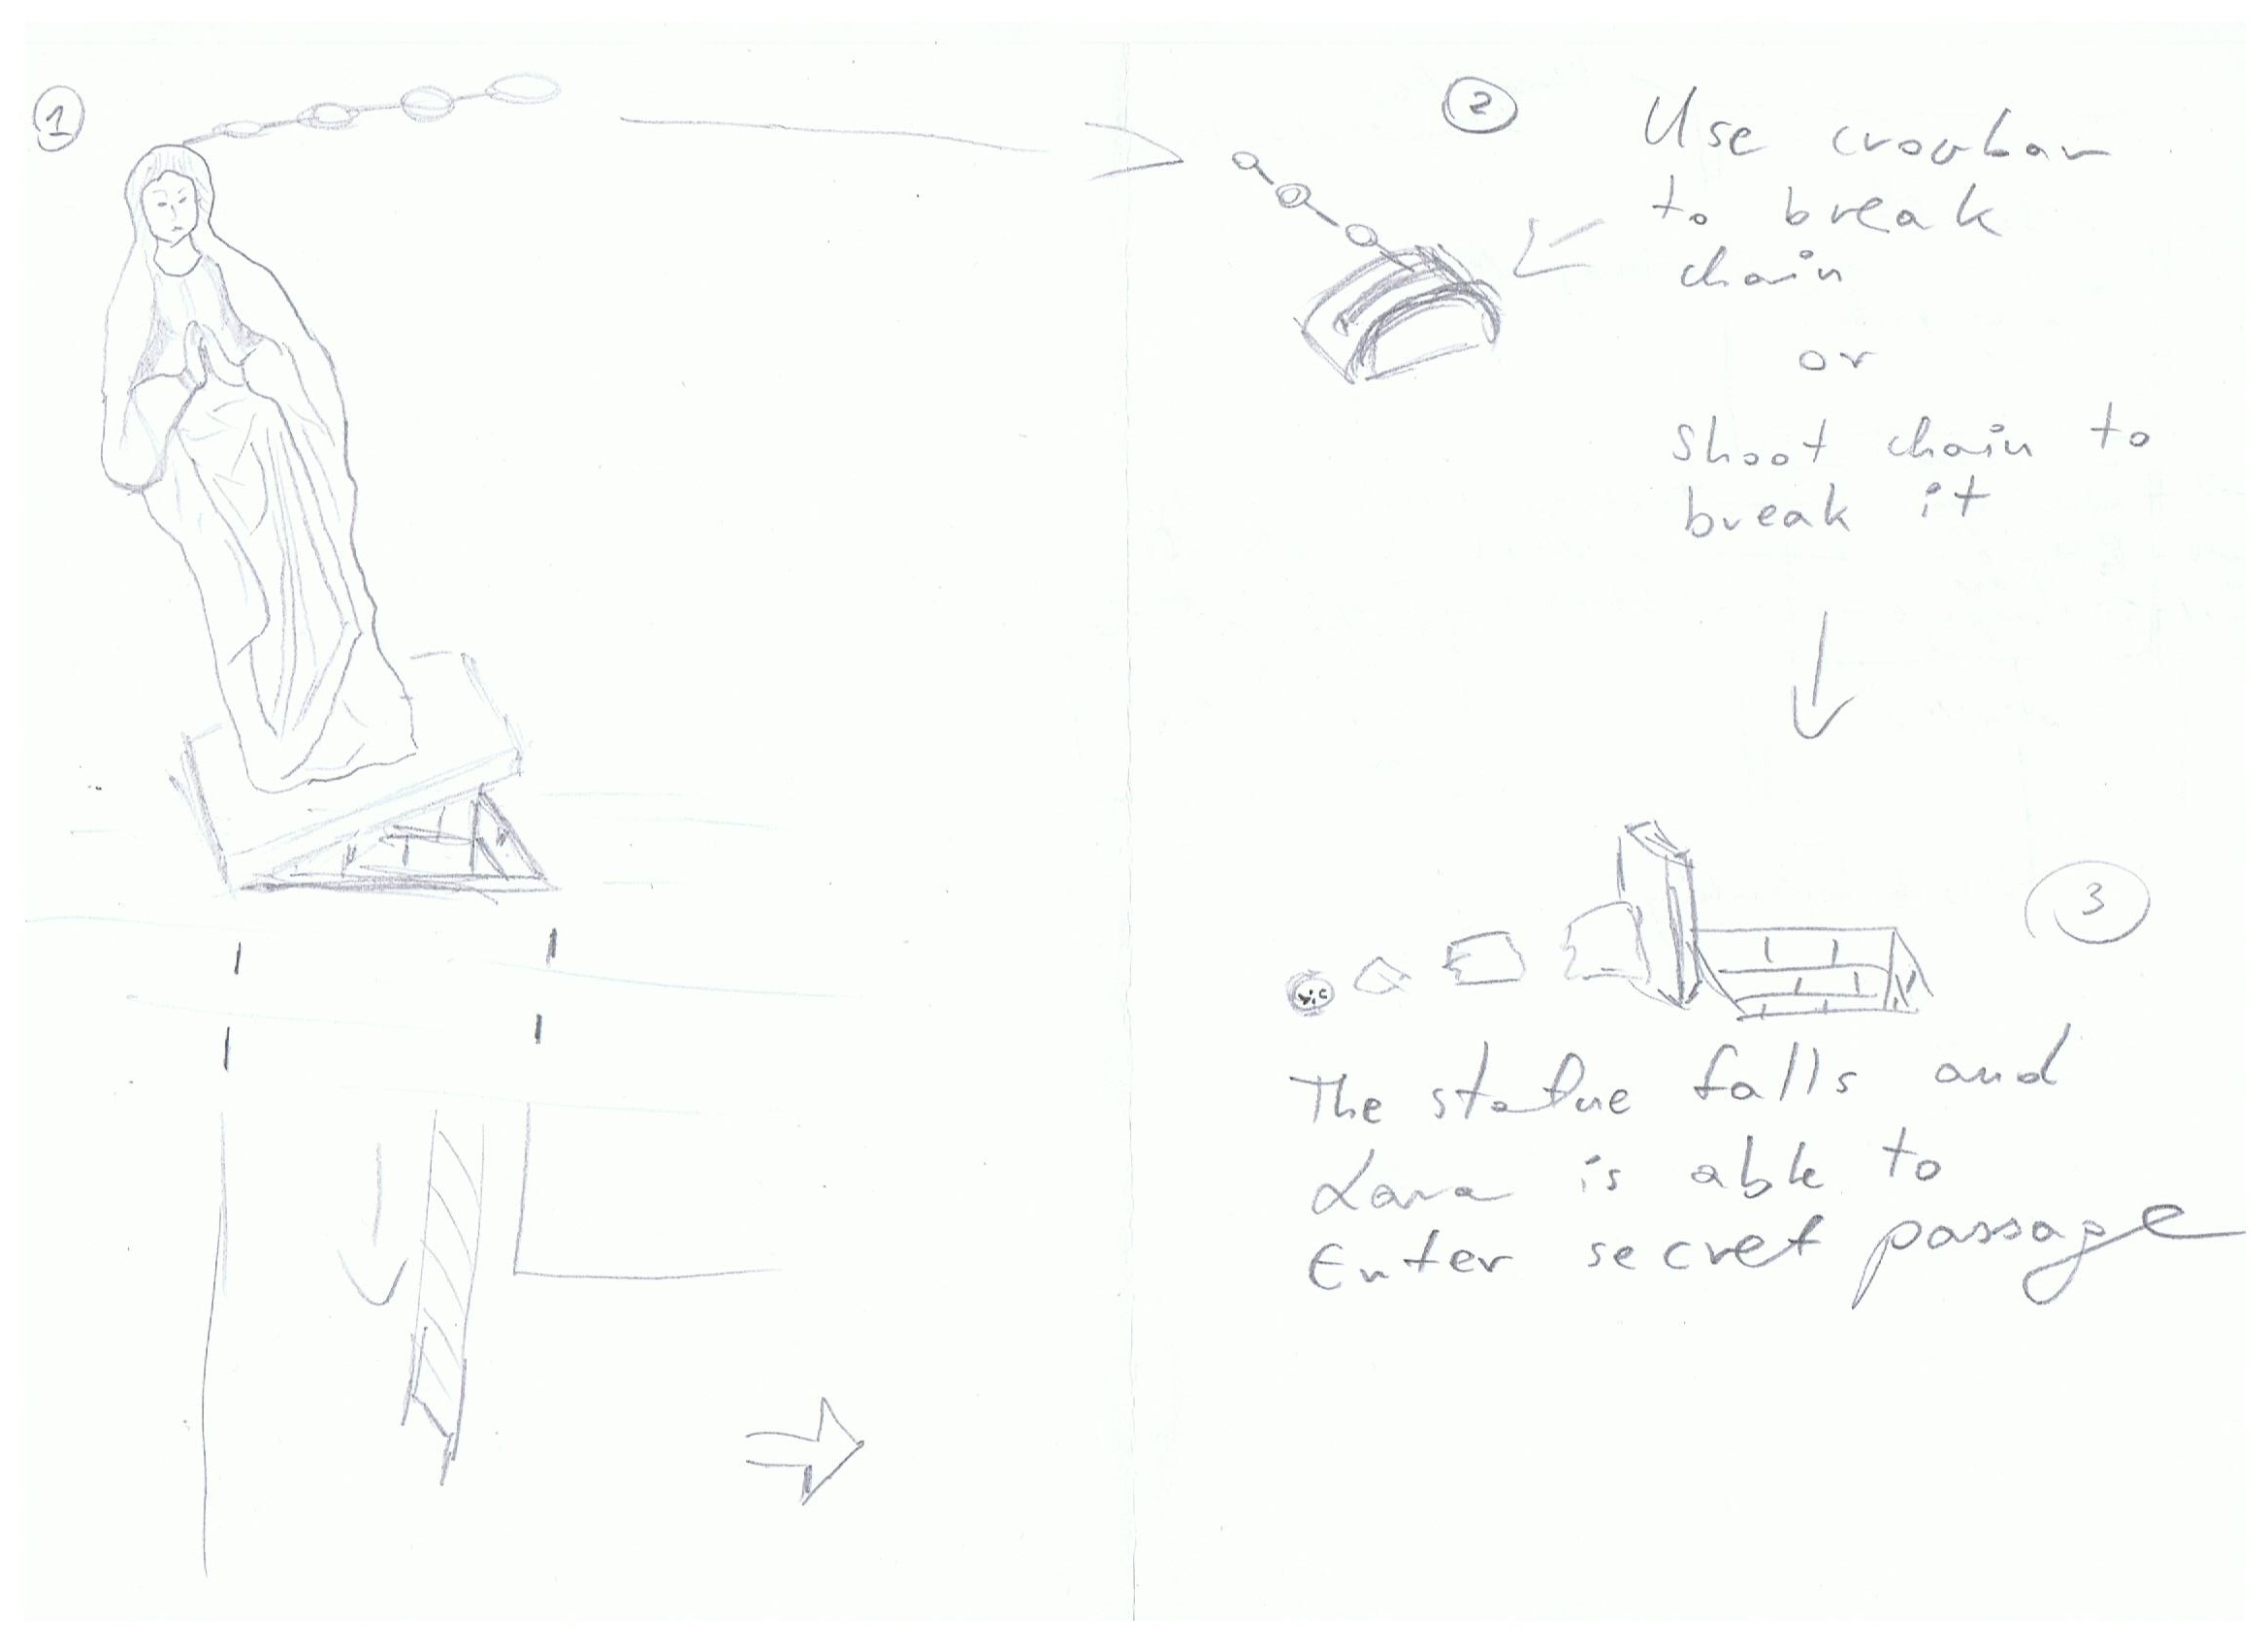 1
2
Use crowbar
to break
chain
or
Shoot chain to
break it
3
The statue falls and
Lara is able to
Enter secret passage